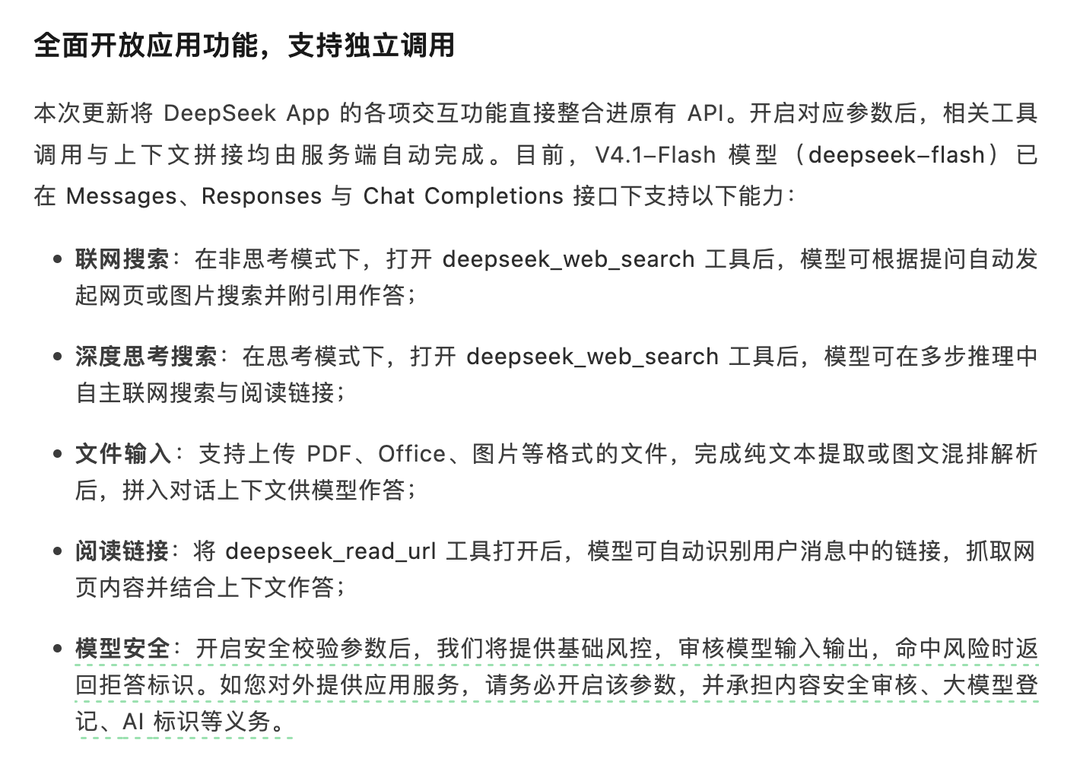 全面开放应用功能，支持独立调用
本次更新将 DeepSeek App 的各项交互功能直接整合进原有 API。开启对应参数后，相关工具
调用与上下文拼接均由服务端自动完成。目前，V4.1-Flash 模型（deepseek-flash）已
在 Messages、Responses 与 Chat Completions 接口下支持以下能力：
• 联网搜索：在非思考模式下，打开 deepseek_web_search 工具后，模型可根据提问自动发
起网页或图片搜索并附引用作答；
• 深度思考搜索：在思考模式下，打开 deepseek_web_search 工具后，模型可在多步推理中
自主联网搜索与阅读链接；
• 文件输入：支持上传 PDF、Office、图片等格式的文件，完成纯文本提取或图文混排解析
后，拼入对话上下文供模型作答；
• 阅读链接：将 deepseek_read_url 工具打开后，模型可自动识别用户消息中的链接，抓取网
页内容并结合上下文作答；
• 模型安全：开启安全校验参数后，我们将提供基础风控，审核模型输入输出，命中风险时返
回拒答标识。如您对外提供应用服务，请务必开启该参数，并承担内容安全审核、大模型登
记、AI 标识等义务。